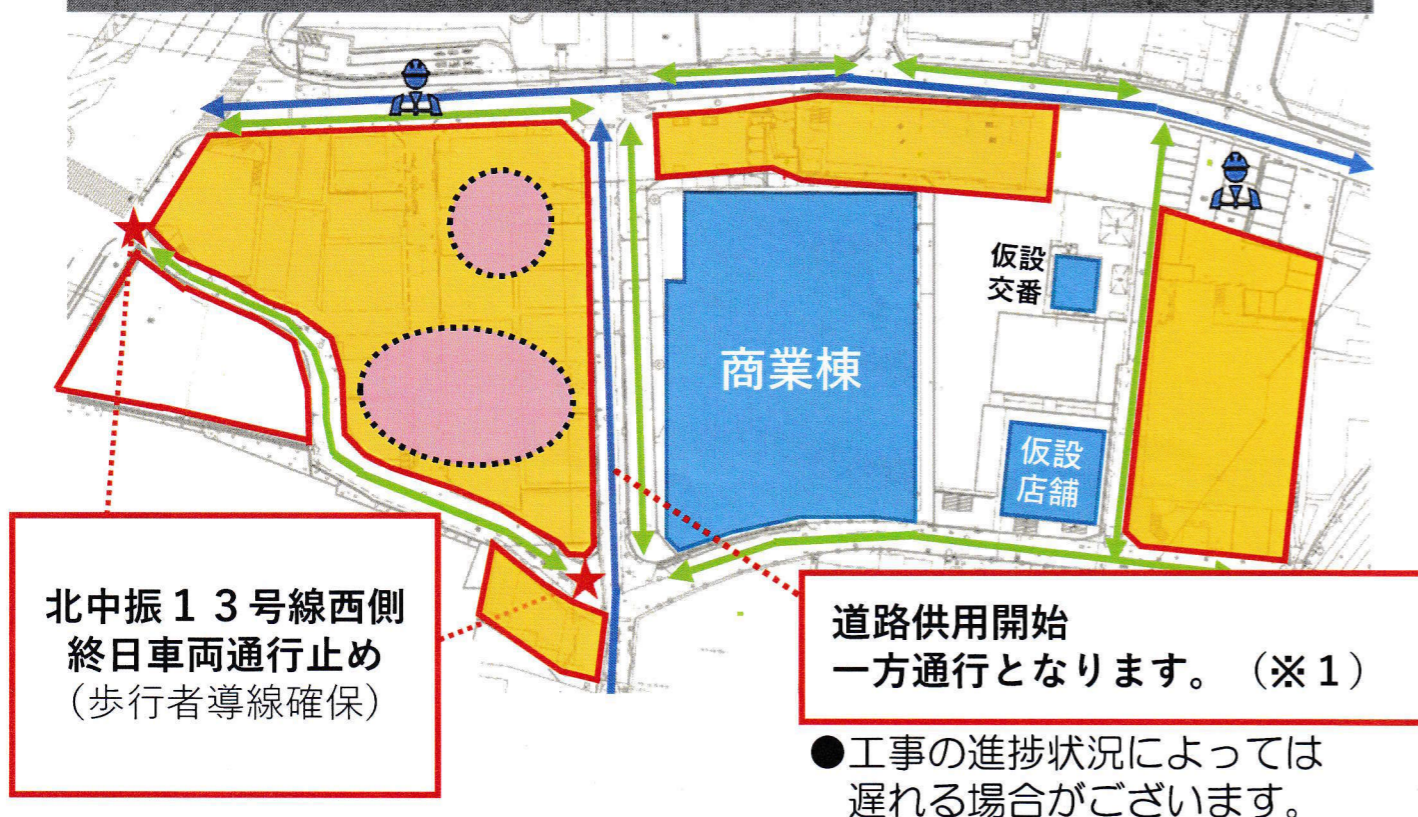 仮設
交番
商業棟
仮設
店舗
北中振１３号線西側
終日車両通行止め
（歩行者導線確保）
道路供用開始
一方通行となります。（※１）
●工事の進捗状況によっては
遅れる場合がございます。